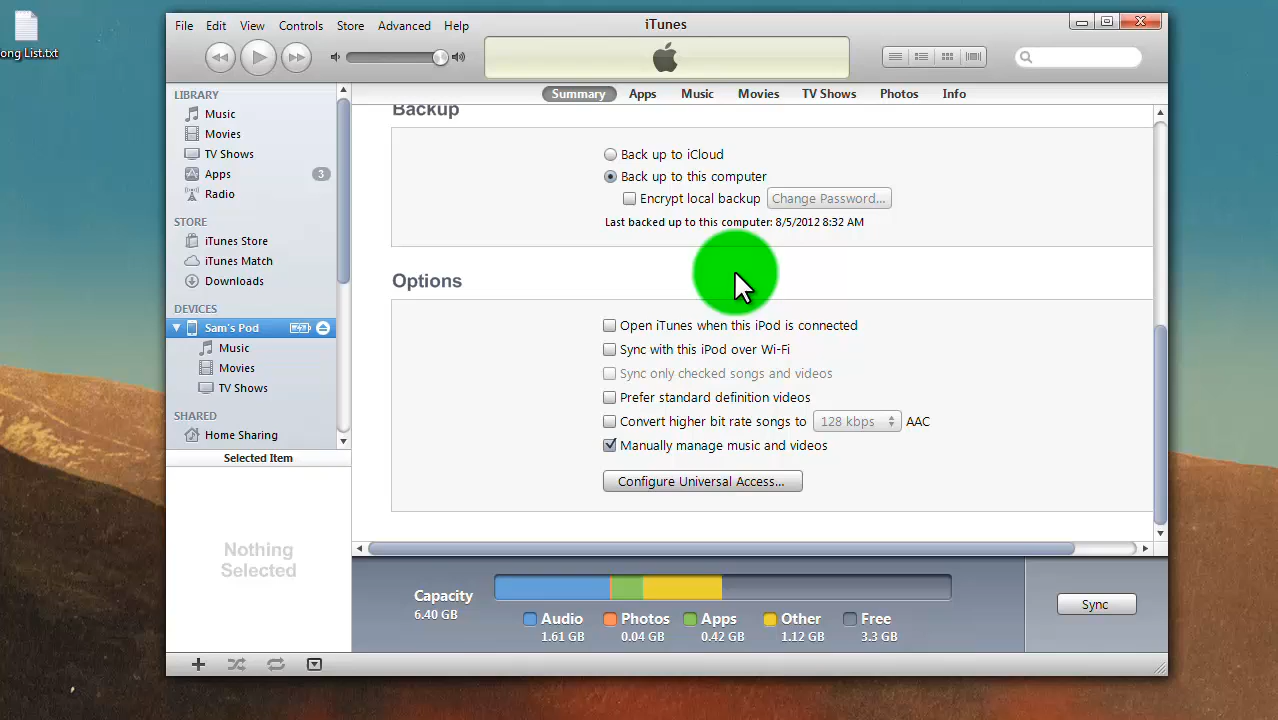 ong List.txt
iTunes
File Edit View Controls Store Advanced Help
LIBRARY
Music
Movies
TV Shows
Apps 3
Radio
STORE
iTunes Store
iTunes Match
Downloads
DEVICES
Sam's Pod
Music
Movies
TV Shows
SHARED
Home Sharing
Selected Item
Nothing
Selected
Summary Apps Music Movies TV Shows Photos Info
Backup
Back up to iCloud
Back up to this computer
Encrypt local backup Change Password...
Last backed up to this computer: 8/5/2012 8:32 AM
Options
Open iTunes when this iPod is connected
Sync with this iPod over Wi-Fi
Sync only checked songs and videos
Prefer standard definition videos
Convert higher bit rate songs to 128 kbps AAC
Manually manage music and videos
Configure Universal Access...
Capacity
6.40 GB
Audio Photos Apps Other Free
1.61 GB 0.04 GB 0.42 GB 1.12 GB 3.3 GB
Sync